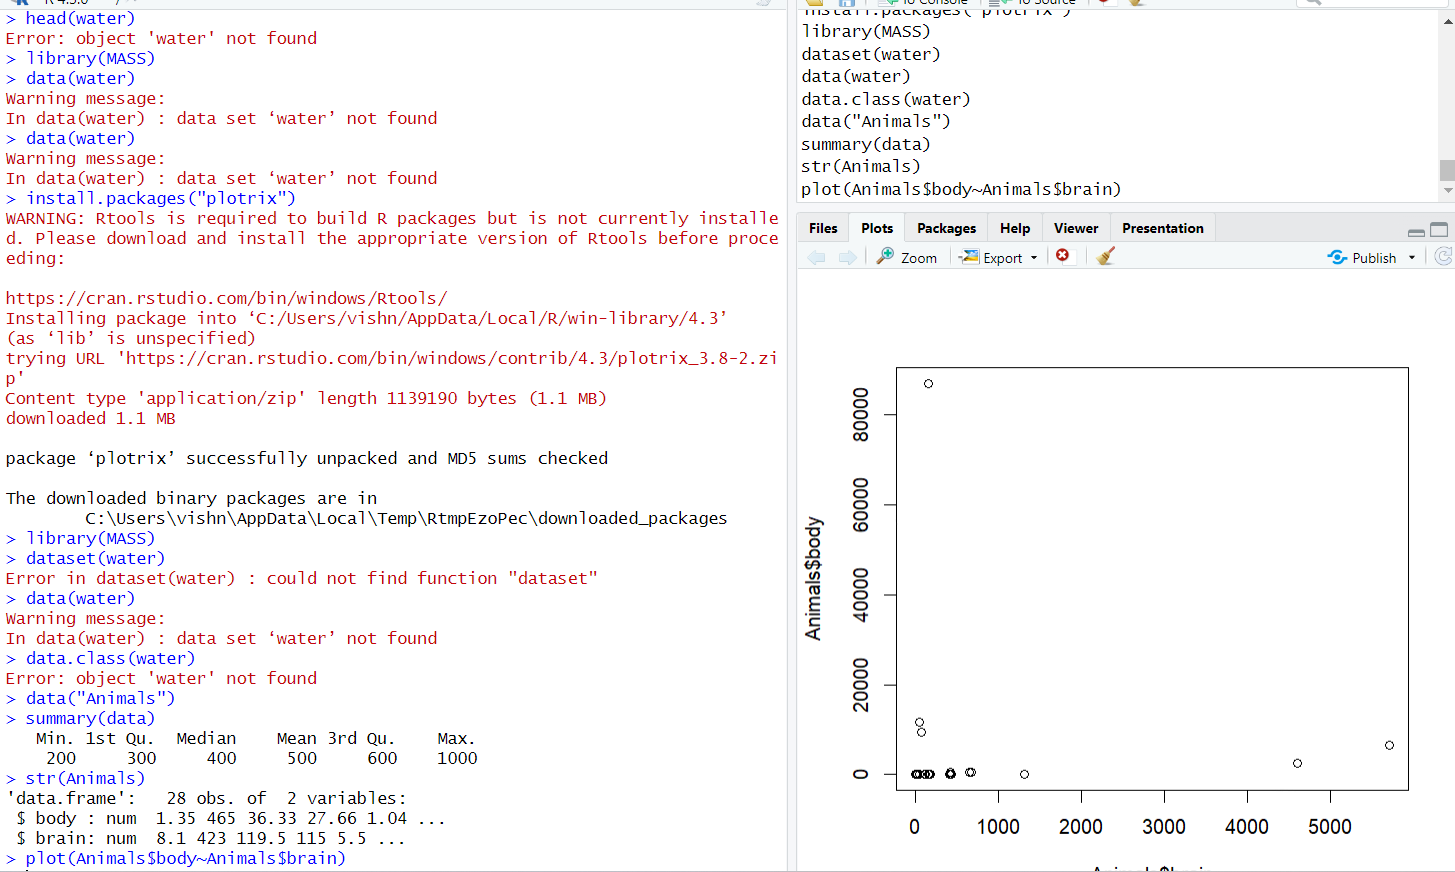 > head(water)
Error: object 'water' not found
> library(MASS)
> data(water)
Warning message:
In data(water) : data set ‘water’ not found
> data(water)
Warning message:
In data(water) : data set ‘water’ not found
> install.packages("plotrix")
WARNING: Rtools is required to build R packages but is not currently installe
d. Please download and install the appropriate version of Rtools before proce
eding:
https://cran.rstudio.com/bin/windows/Rtools/
Installing package into ‘C:/Users/vishn/AppData/Local/R/win-library/4.3’
(as ‘lib’ is unspecified)
trying URL 'https://cran.rstudio.com/bin/windows/contrib/4.3/plotrix_3.8-2.zi
p'
Content type 'application/zip' length 1139190 bytes (1.1 MB)
downloaded 1.1 MB
package ‘plotrix’ successfully unpacked and MD5 sums checked
The downloaded binary packages are in
C:\Users\vishn\AppData\Local\Temp\RtmpEzoPec\downloaded_packages
> library(MASS)
> dataset(water)
Error in dataset(water) : could not find function "dataset"
> data(water)
Warning message:
In data(water) : data set ‘water’ not found
> data.class(water)
Error: object 'water' not found
> data("Animals")
> summary(data)
Min. 1st Qu. Median Mean 3rd Qu. Max.
200 300 400 500 600 1000
> str(Animals)
'data.frame': 28 obs. of 2 variables:
$ body : num 1.35 465 36.33 27.66 1.04 ...
$ brain: num 8.1 423 119.5 115 5.5 ...
> plot(Animals$body~Animals$brain)
To Console To Source
install.packages("plotrix")
library(MASS)
dataset(water)
data(water)
data.class(water)
data("Animals")
summary(data)
str(Animals)
plot(Animals$body~Animals$brain)
Files Plots Packages Help Viewer Presentation
Zoom Export Publish
Animals$body
80000
60000
40000
20000
0
0 1000 2000 3000 4000 5000
Animals$brain